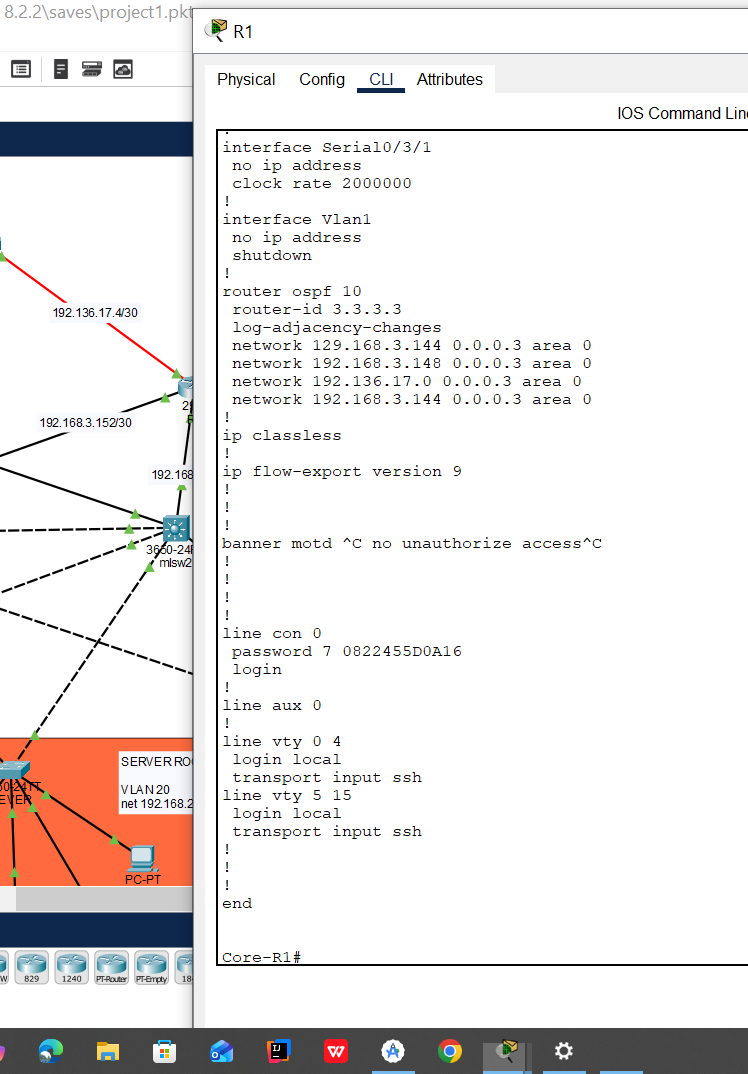 8.2.2\saves\project1.pkt
R1
Physical Config CLI Attributes
IOS Command Line
!
interface Serial0/3/1
 no ip address
 clock rate 2000000
!
interface Vlan1
 no ip address
 shutdown
!
router ospf 10
 router-id 3.3.3.3
 log-adjacency-changes
 network 129.168.3.144 0.0.0.3 area 0
 network 192.168.3.148 0.0.0.3 area 0
 network 192.136.17.0 0.0.0.3 area 0
 network 192.168.3.144 0.0.0.3 area 0
!
ip classless
!
ip flow-export version 9
!
!
!
banner motd ^C no unauthorize access^C
!
!
!
!
line con 0
 password 7 0822455D0A16
 login
!
line aux 0
!
line vty 0 4
 login local
 transport input ssh
line vty 5 15
 login local
 transport input ssh
!
!
!
end
Core-R1#
192.136.17.4/30
192.168.3.152/30
192.168
3650-24
mlsw2
SERVER RO
VLAN 20
net 192.168.2
PC-PT
829
1240
PT-Router
PT-Empty
18